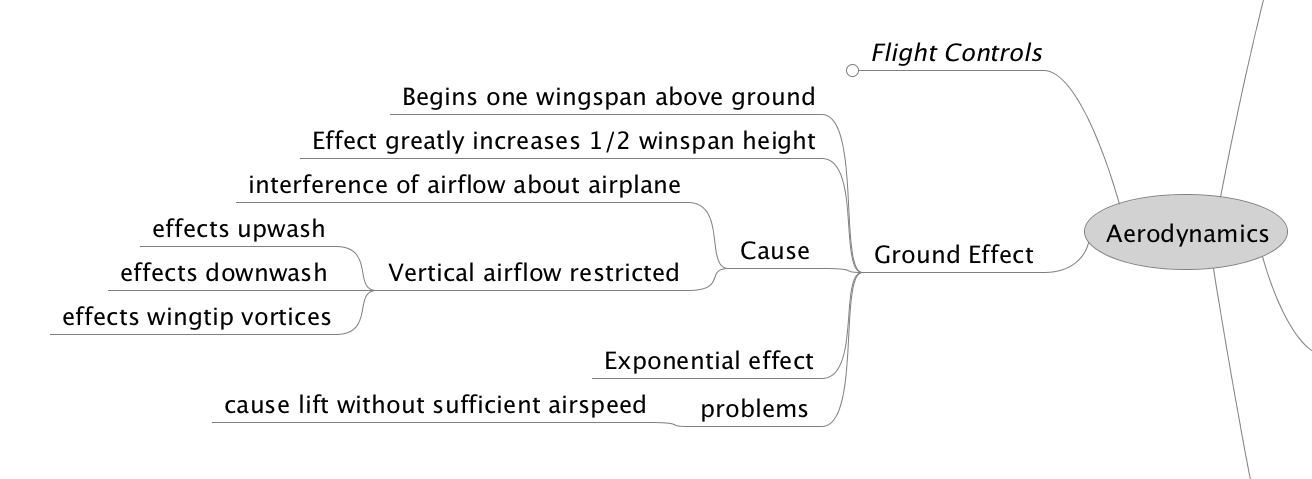 Flight Controls
Begins one wingspan above ground
Effect greatly increases 1/2 winspan height
interference of airflow about airplane
effects upwash
Aerodynamics
Cause
Ground Effect
effects downwash
Vertical airflow restricted
effects wingtip vortices
Exponential effect
cause lift without sufficient airspeed
problems